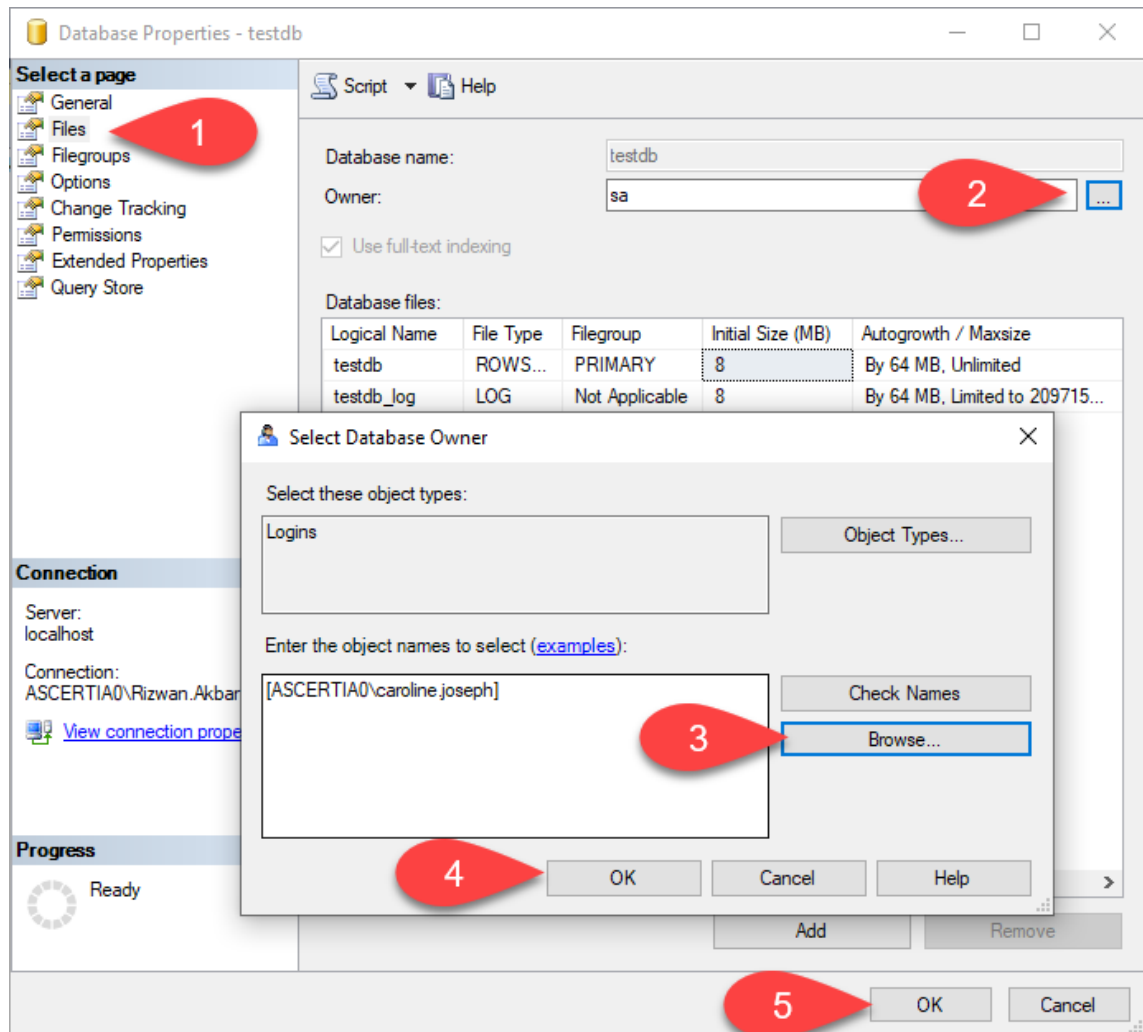 Database Properties - testdb
Select a page
General
Files
Filegroups
Options
Change Tracking
Permissions
Extended Properties
Query Store
1
Script
Help
Database name:
testdb
Owner:
sa
2
...
Use full-text indexing
Database files:
Logical Name File Type Filegroup Initial Size (MB) Autogrowth / Maxsize
testdb ROWS... PRIMARY 8 By 64 MB, Unlimited
testdb_log LOG Not Applicable 8 By 64 MB, Limited to 209715...
Select Database Owner
Select these object types:
Logins
Object Types...
Enter the object names to select (examples):
[ASCERTIA0\caroline.joseph]
Check Names
3
Browse...
4
OK
Cancel
Help
Connection
Server:
localhost
Connection:
ASCERTIA0\Rizwan.Akbar
View connection prope
Progress
Ready
Add
Remove
5
OK
Cancel